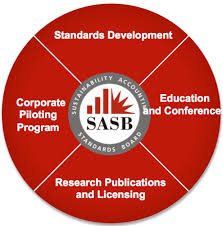 Standards Development
Corporate
Piloting
Program
Education
and Conference
SUSTAINABILITY ACCOUNTING
SASB
STANDARDS BOARD
Research Publications
and Licensing